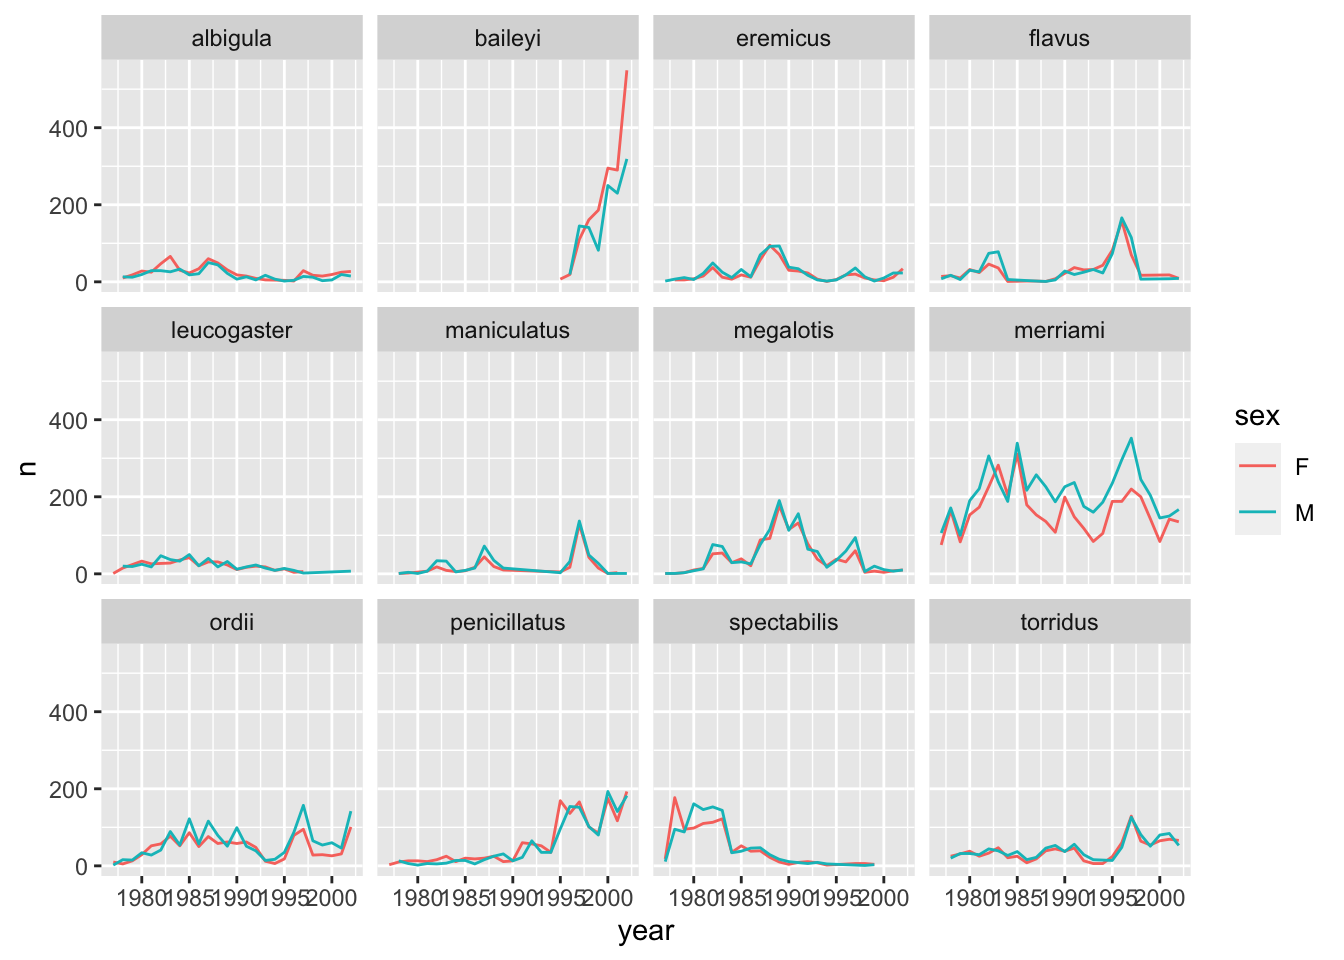 albigula baileyi eremicus flavus
400
200
0
leucogaster maniculatus megalotis merriami
400
200
0
n
sex
F
M
ordii penicillatus spectabilis torridus
400
200
0
1980 1985 1990 1995 2000 1980 1985 1990 1995 2000 1980 1985 1990 1995 2000 1980 1985 1990 1995 2000
year